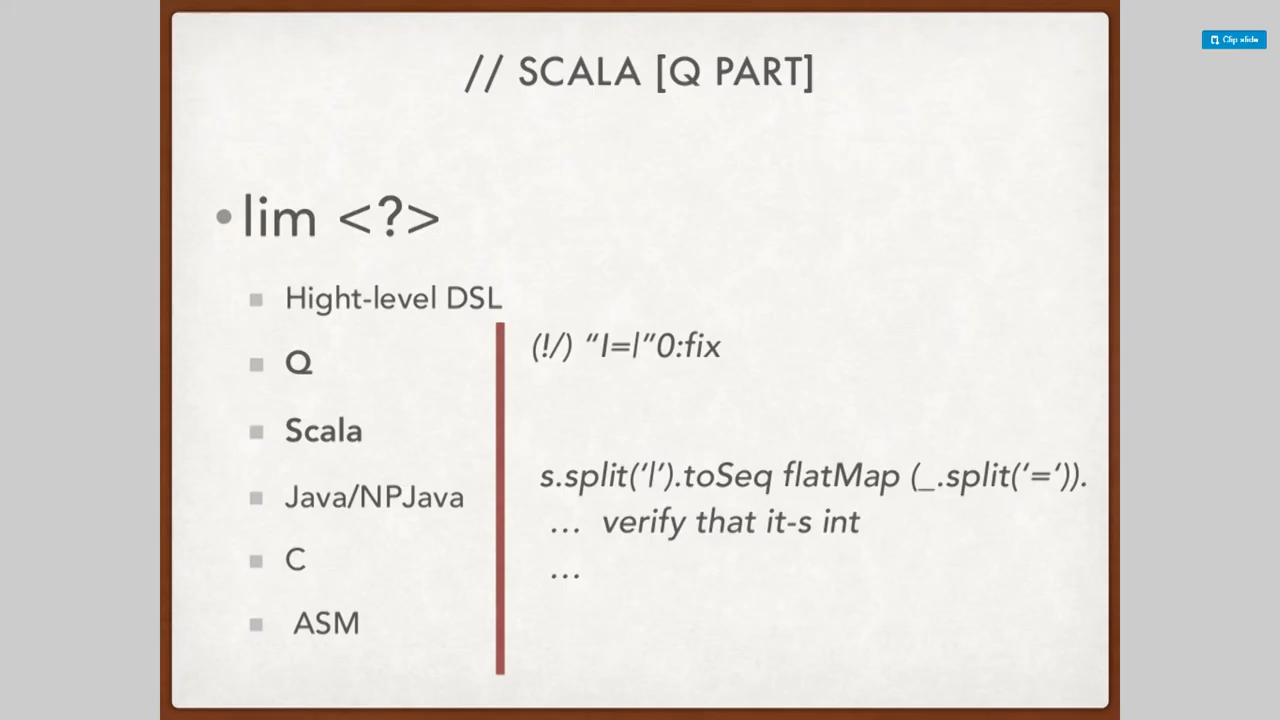 Clip slide
// SCALA [Q PART]
•lim <?>
Hight-level DSL
Q
Scala
Java/NPJava
C
ASM
(!/) “I=|”0:fix
s.split(‘l’).toSeq flatMap (_.split(‘=‘)).
… verify that it-s int
…